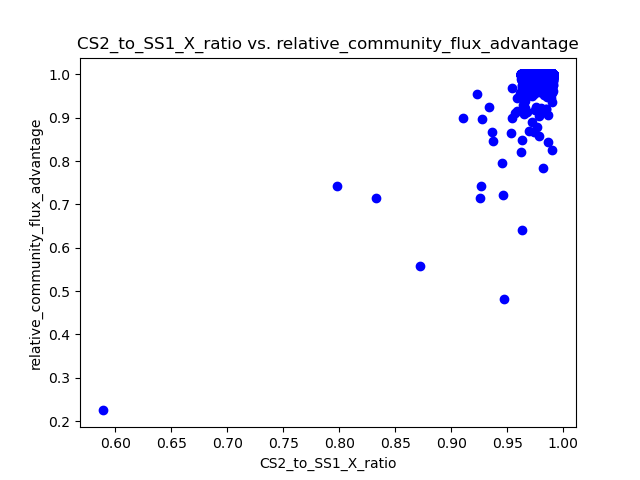 CS2_to_SS1_X_ratio vs. relative_community_flux_advantage
relative_community_flux_advantage
1.0
0.9
0.8
0.7
0.6
0.5
0.4
0.3
0.2
0.60 0.65 0.70 0.75 0.80 0.85 0.90 0.95 1.00
CS2_to_SS1_X_ratio